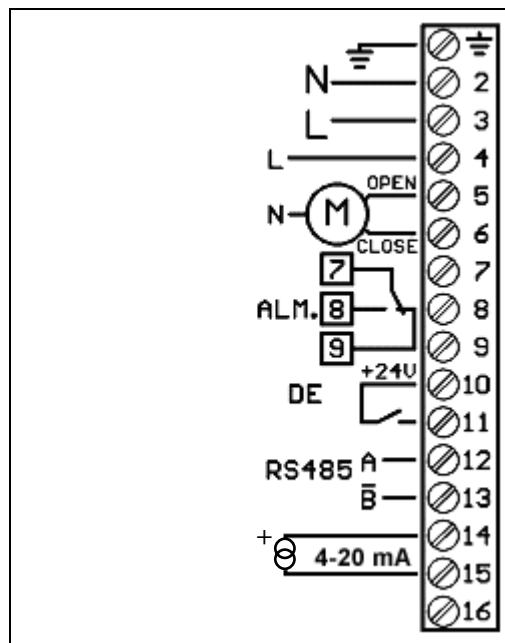 N 2
L 3
L 4
OPEN 5
N M
CLOSE 6
7 7
ALM. 8 8
9 9
+24V 10
DE
11
RS485 A 12
B̅ 13
+ 14
4-20 mA
15
16